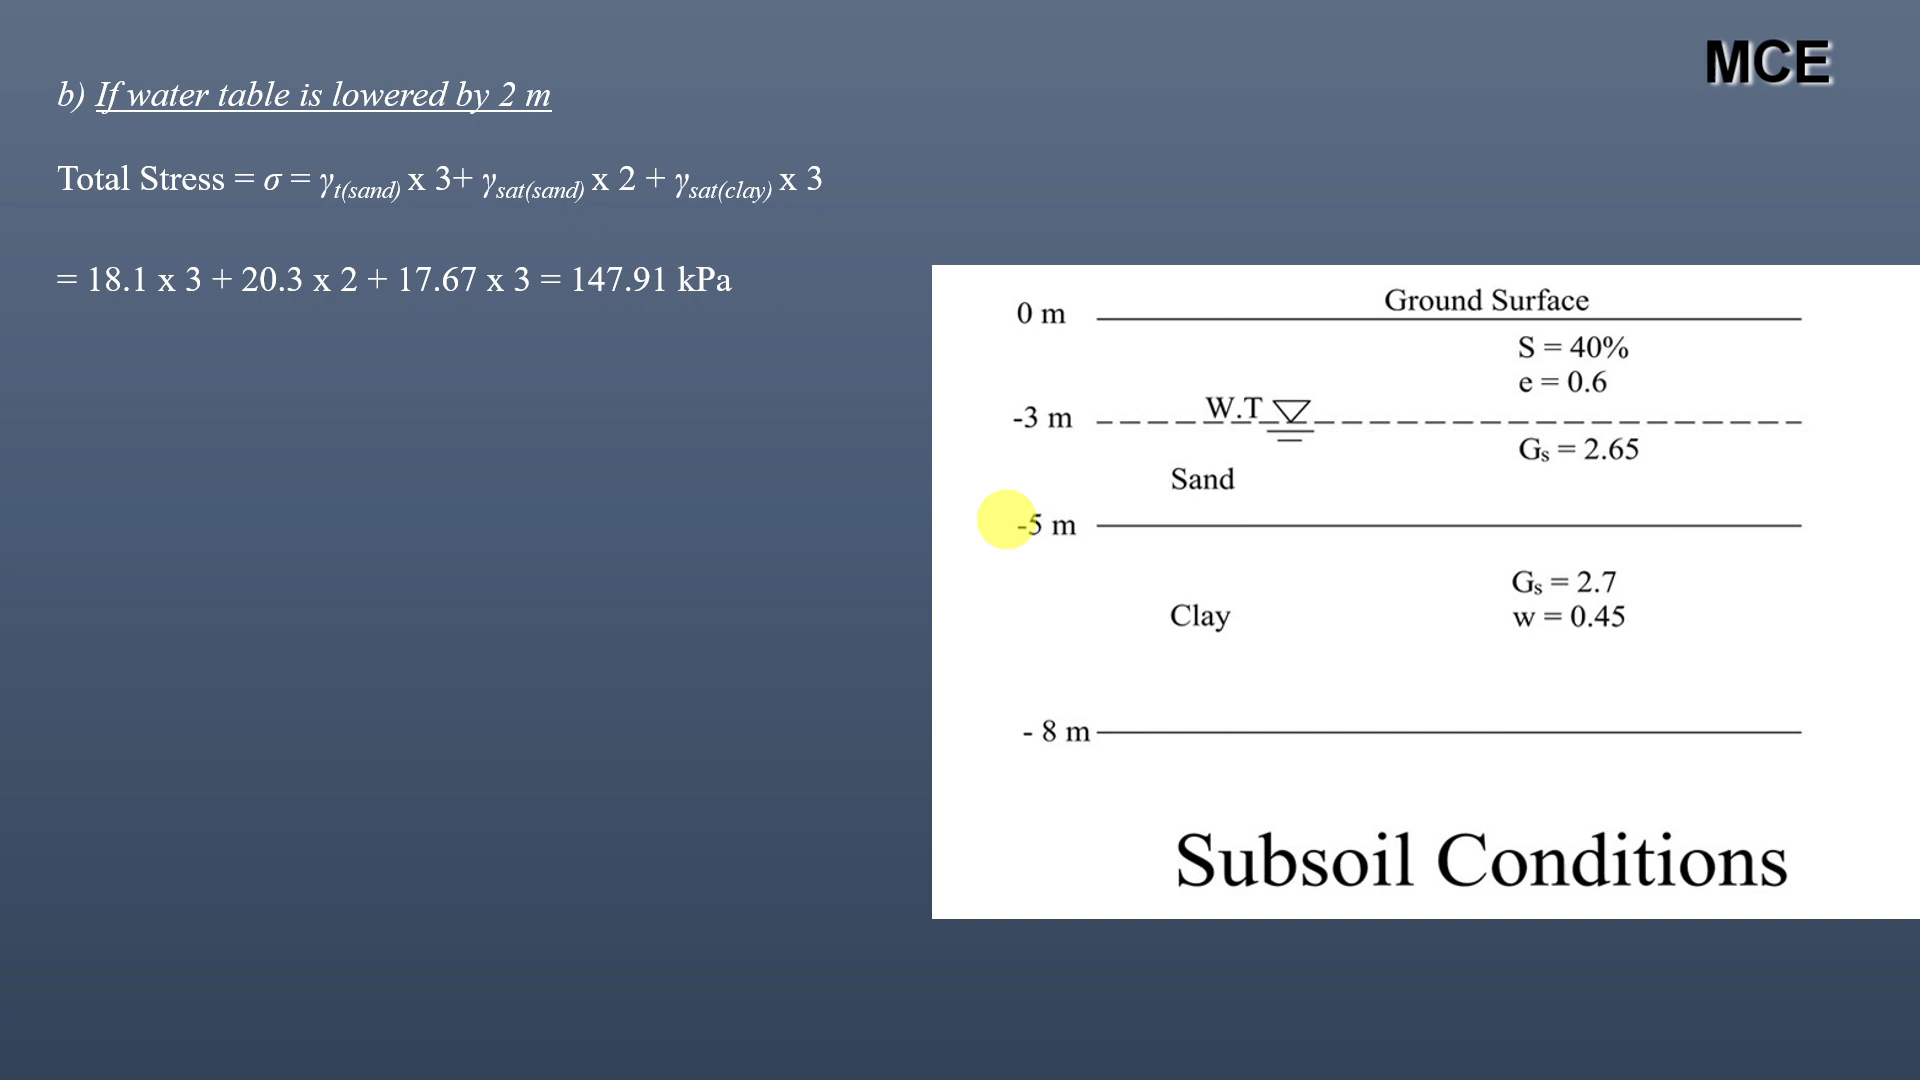 MCE
b) If water table is lowered by 2 m
Total Stress = σ = γt(sand) x 3+ γsat(sand) x 2 + γsat(clay) x 3
= 18.1 x 3 + 20.3 x 2 + 17.67 x 3 = 147.91 kPa
0 m
Ground Surface
S = 40%
e = 0.6
-3 m
W.T
Gs = 2.65
Sand
-5 m
Gs = 2.7
Clay
w = 0.45
- 8 m
Subsoil Conditions